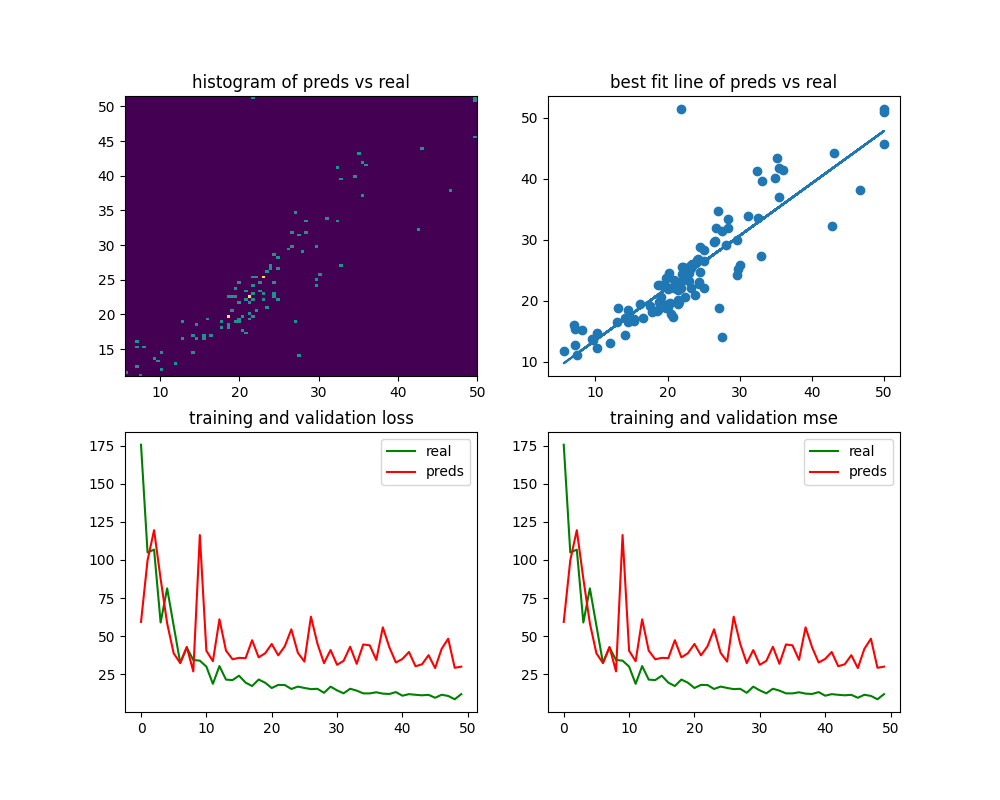 histogram of preds vs real
50
45
40
35
30
25
20
15
10 20 30 40 50
best fit line of preds vs real
50
40
30
20
10
10 20 30 40 50
training and validation loss
175
150
125
100
75
50
25
0 10 20 30 40 50
real
preds
training and validation mse
175
150
125
100
75
50
25
0 10 20 30 40 50
real
preds